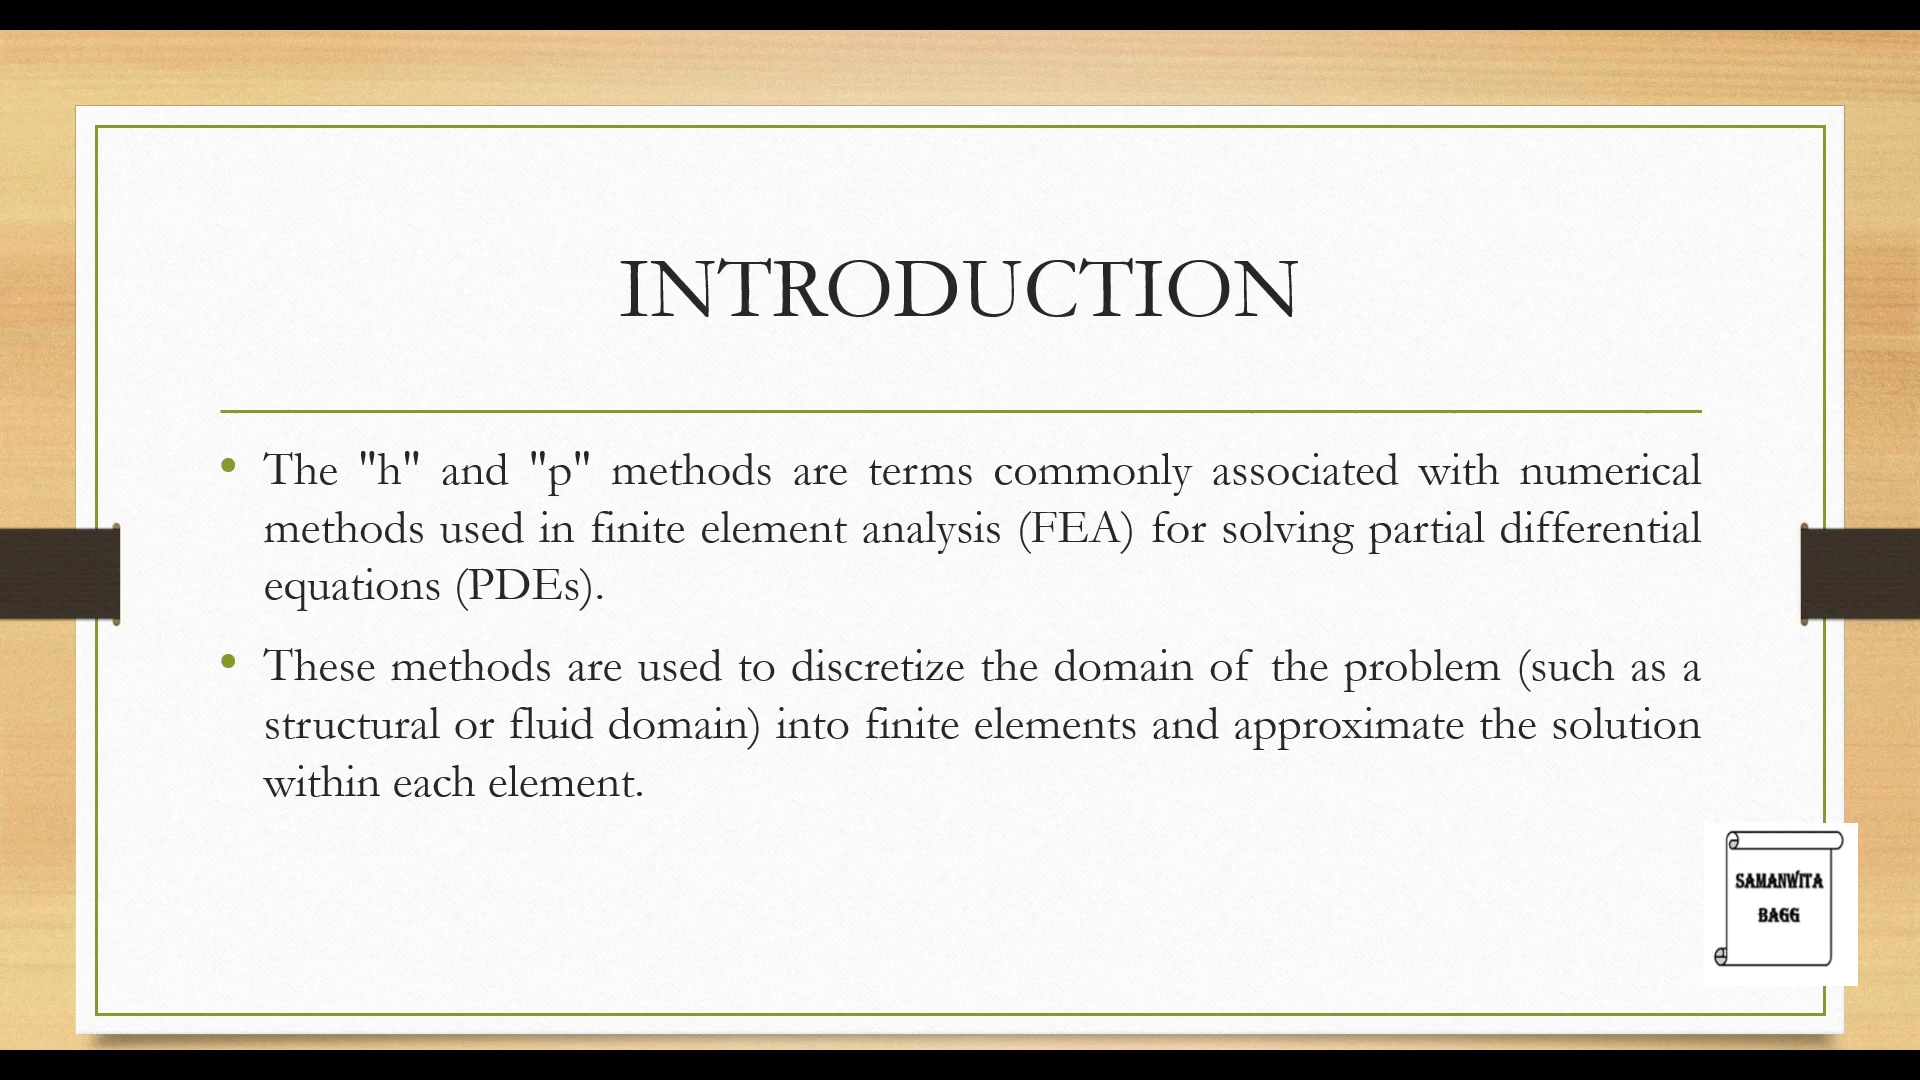 INTRODUCTION
• The "h" and "p" methods are terms commonly associated with numerical
methods used in finite element analysis (FEA) for solving partial differential
equations (PDEs).
• These methods are used to discretize the domain of the problem (such as a
structural or fluid domain) into finite elements and approximate the solution
within each element.
SAMANWITA
BAGG